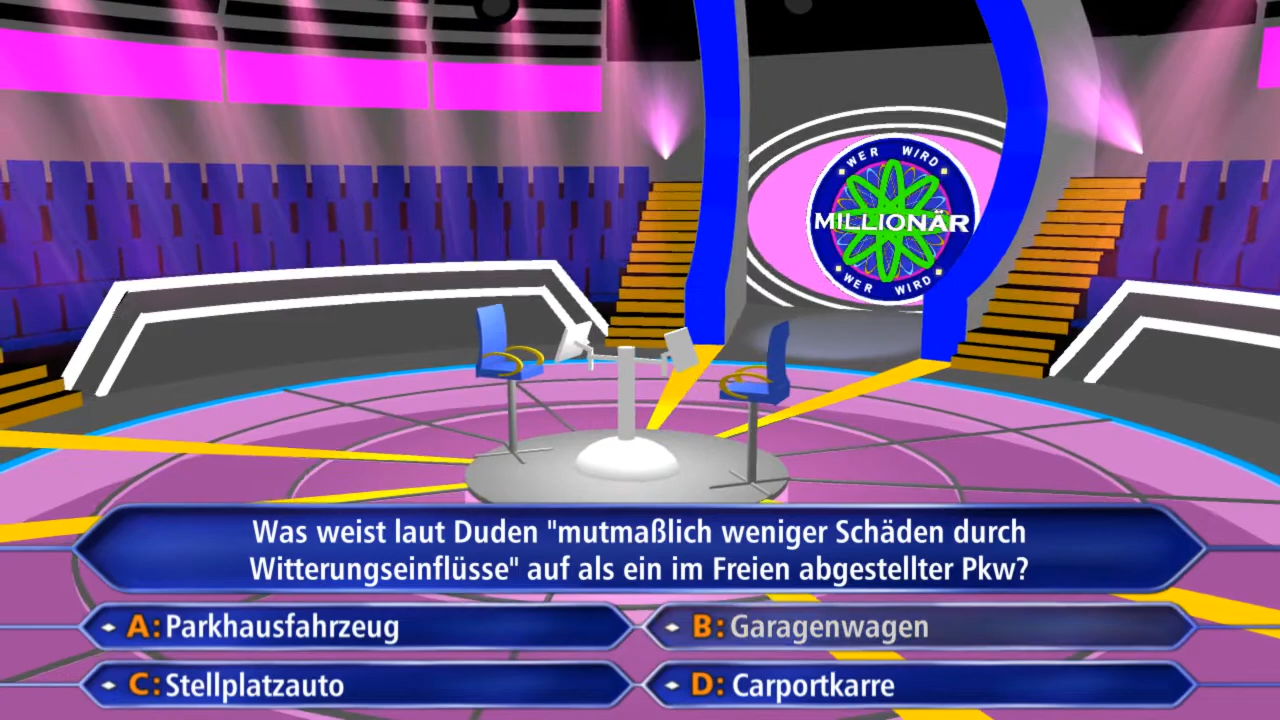 WER WIRD
MILLIONÄR
WER WIRD
Was weist laut Duden "mutmaßlich weniger Schäden durch
Witterungseinflüsse" auf als ein im Freien abgestellter Pkw?
A: Parkhausfahrzeug
B: Garagenwagen
C: Stellplatzauto
D: Carportkarre